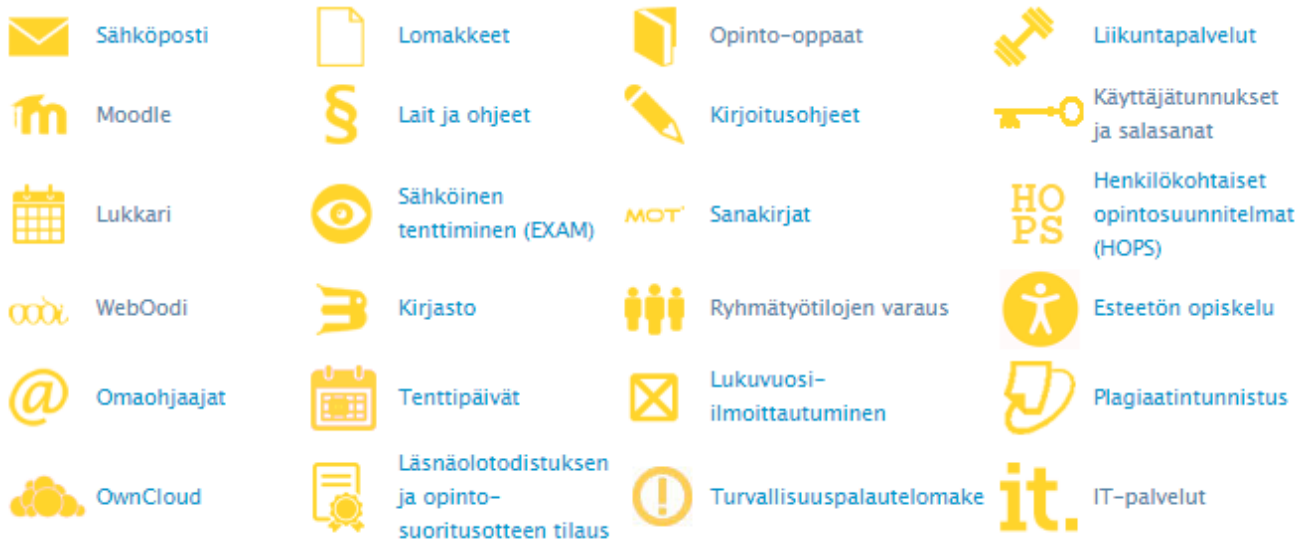 Sähköposti
Lomakkeet
Opinto-oppaat
Liikuntapalvelut
m
Moodle
§
Lait ja ohjeet
Kirjoitusohjeet
Käyttäjätunnukset
ja salasanat
Lukkari
Sähköinen
tenttiminen (EXAM)
MOT
Sanakirjat
HO
PS
Henkilökohtaiset
opintosuunnitelmat
(HOPS)
oodi
WebOodi
Kirjasto
Ryhmätyötilojen varaus
Esteetön opiskelu
@
Omaohjaajat
Tenttipäivät
Lukuvuosi-
ilmoittautuminen
Plagiaatintunnistus
OwnCloud
Läsnäolotodistuksen
ja opinto-
suoritusotteen tilaus
Turvallisuuspalautelomake
it.
IT-palvelut